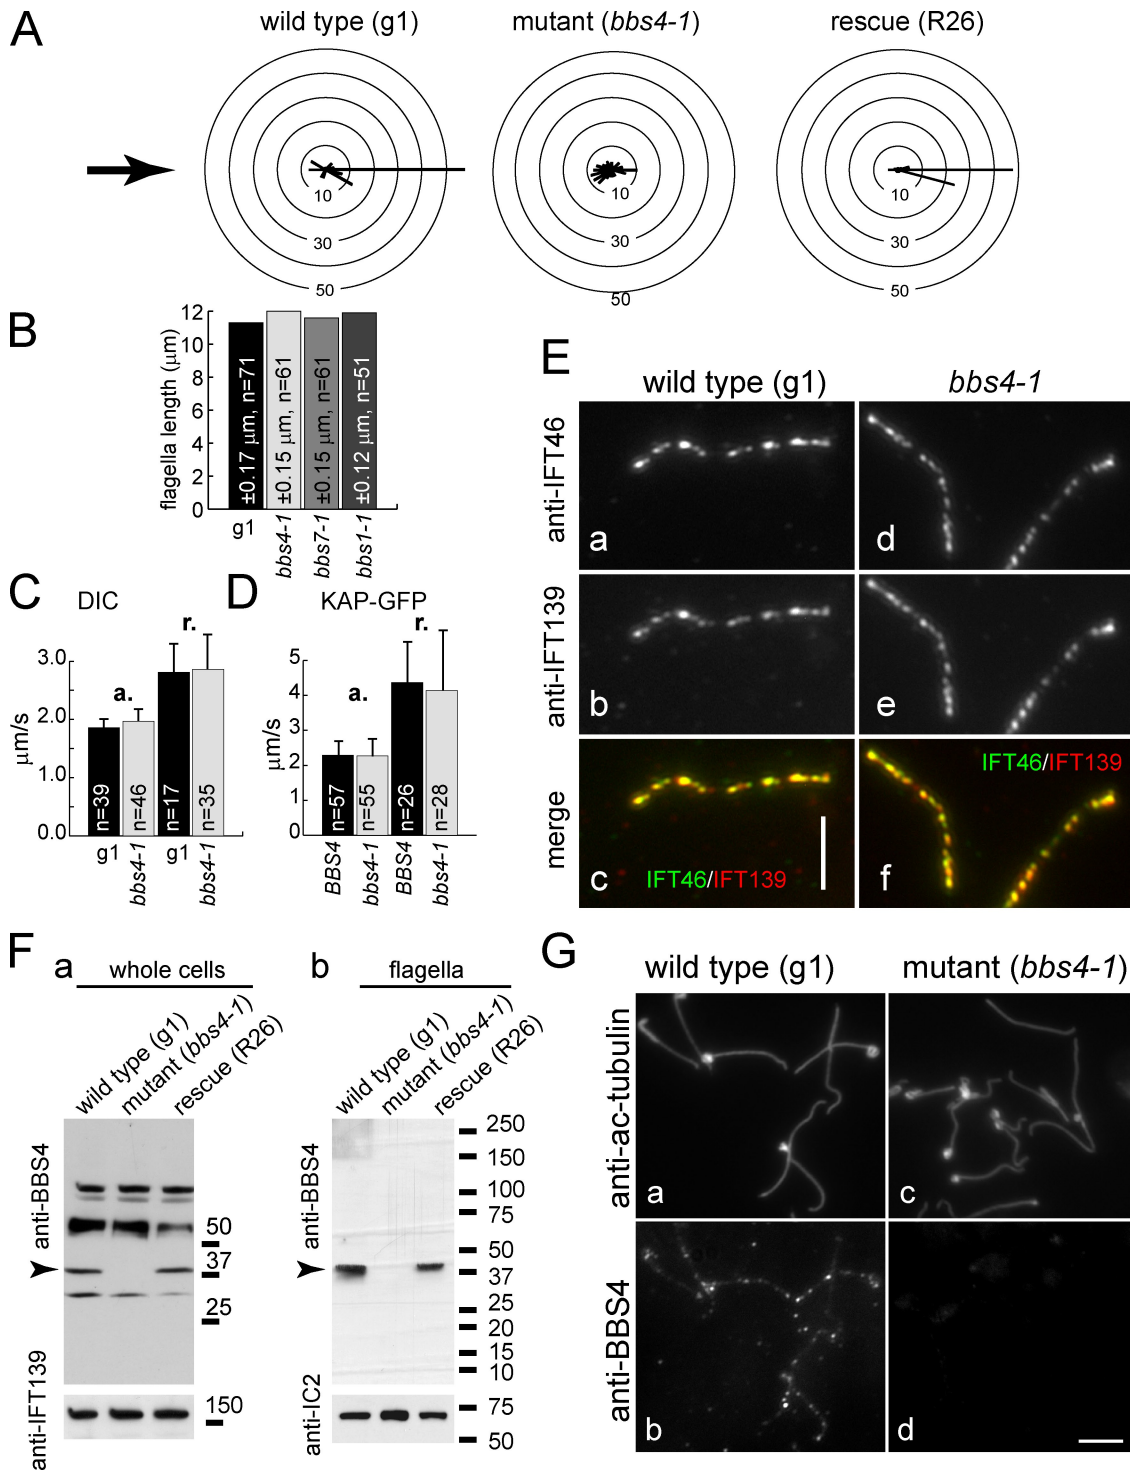 A
wild type (g1)
mutant (bbs4-1)
rescue (R26)
10
30
50
10
30
50
10
30
50
B
flagella length (µm)
12
10
8
6
4
2
0
±0.17 µm, n=71
±0.15 µm, n=61
±0.15 µm, n=61
±0.12 µm, n=51
g1
bbs4-1
bbs7-1
bbs1-1
C
DIC
µm/s
3.0
2.0
1.0
0.0
a.
r.
n=39
n=46
n=17
n=35
g1
bbs4-1
g1
bbs4-1
D
KAP-GFP
µm/s
5
4
3
2
1
0
a.
r.
n=57
n=55
n=26
n=28
BBS4
bbs4-1
BBS4
bbs4-1
E
wild type (g1)
bbs4-1
anti-IFT46
a
d
anti-IFT139
b
e
merge
c
IFT46/IFT139
f
IFT46/IFT139
F
a
whole cells
wild type (g1)
mutant (bbs4-1)
rescue (R26)
anti-BBS4
50
37
25
anti-IFT139
150
b
flagella
wild type (g1)
mutant (bbs4-1)
rescue (R26)
anti-BBS4
250
150
100
75
50
37
25
20
15
10
anti-IC2
75
50
G
wild type (g1)
mutant (bbs4-1)
anti-ac-tubulin
a
c
anti-BBS4
b
d